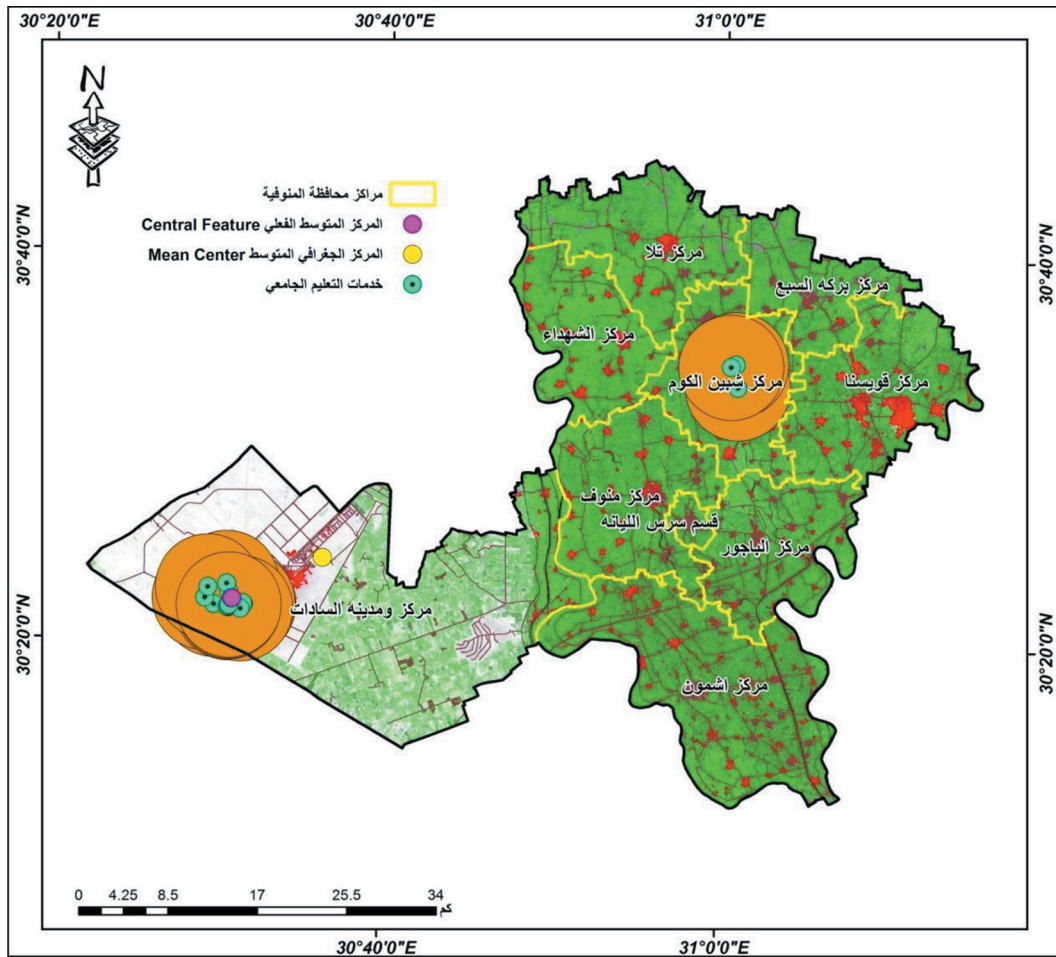 30°20'0"E
30°40'0"E
31°0'0"E
N
مراكز محافظة المنوفية
المركز المتوسط الفعلي Central Feature
المركز الجغرافي المتوسط Mean Center
خدمات التعليم الجامعي
30°40'0"N
30°40'0"N
مركز تلا
مركز بركه السبع
مركز الشهداء
مركز شبين الكوم
مركز قويسنا
مركز منوف
قسم سرس الليانه
مركز الباجور
مركز ومدينه السادات
30°20'0"N
30°20'0"N
مركز اشمون
0 4.25 8.5 17 25.5 34
كم
30°40'0"E
31°0'0"E